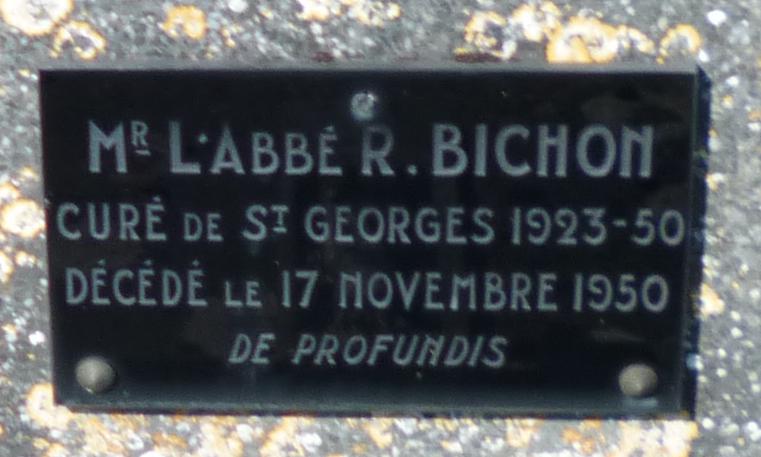 MR L'ABBÉ R. BICHON
CURÉ DE ST GEORGES 1923-50
DÉCÉDÉ LE 17 NOVEMBRE 1950
DE PROFUNDIS